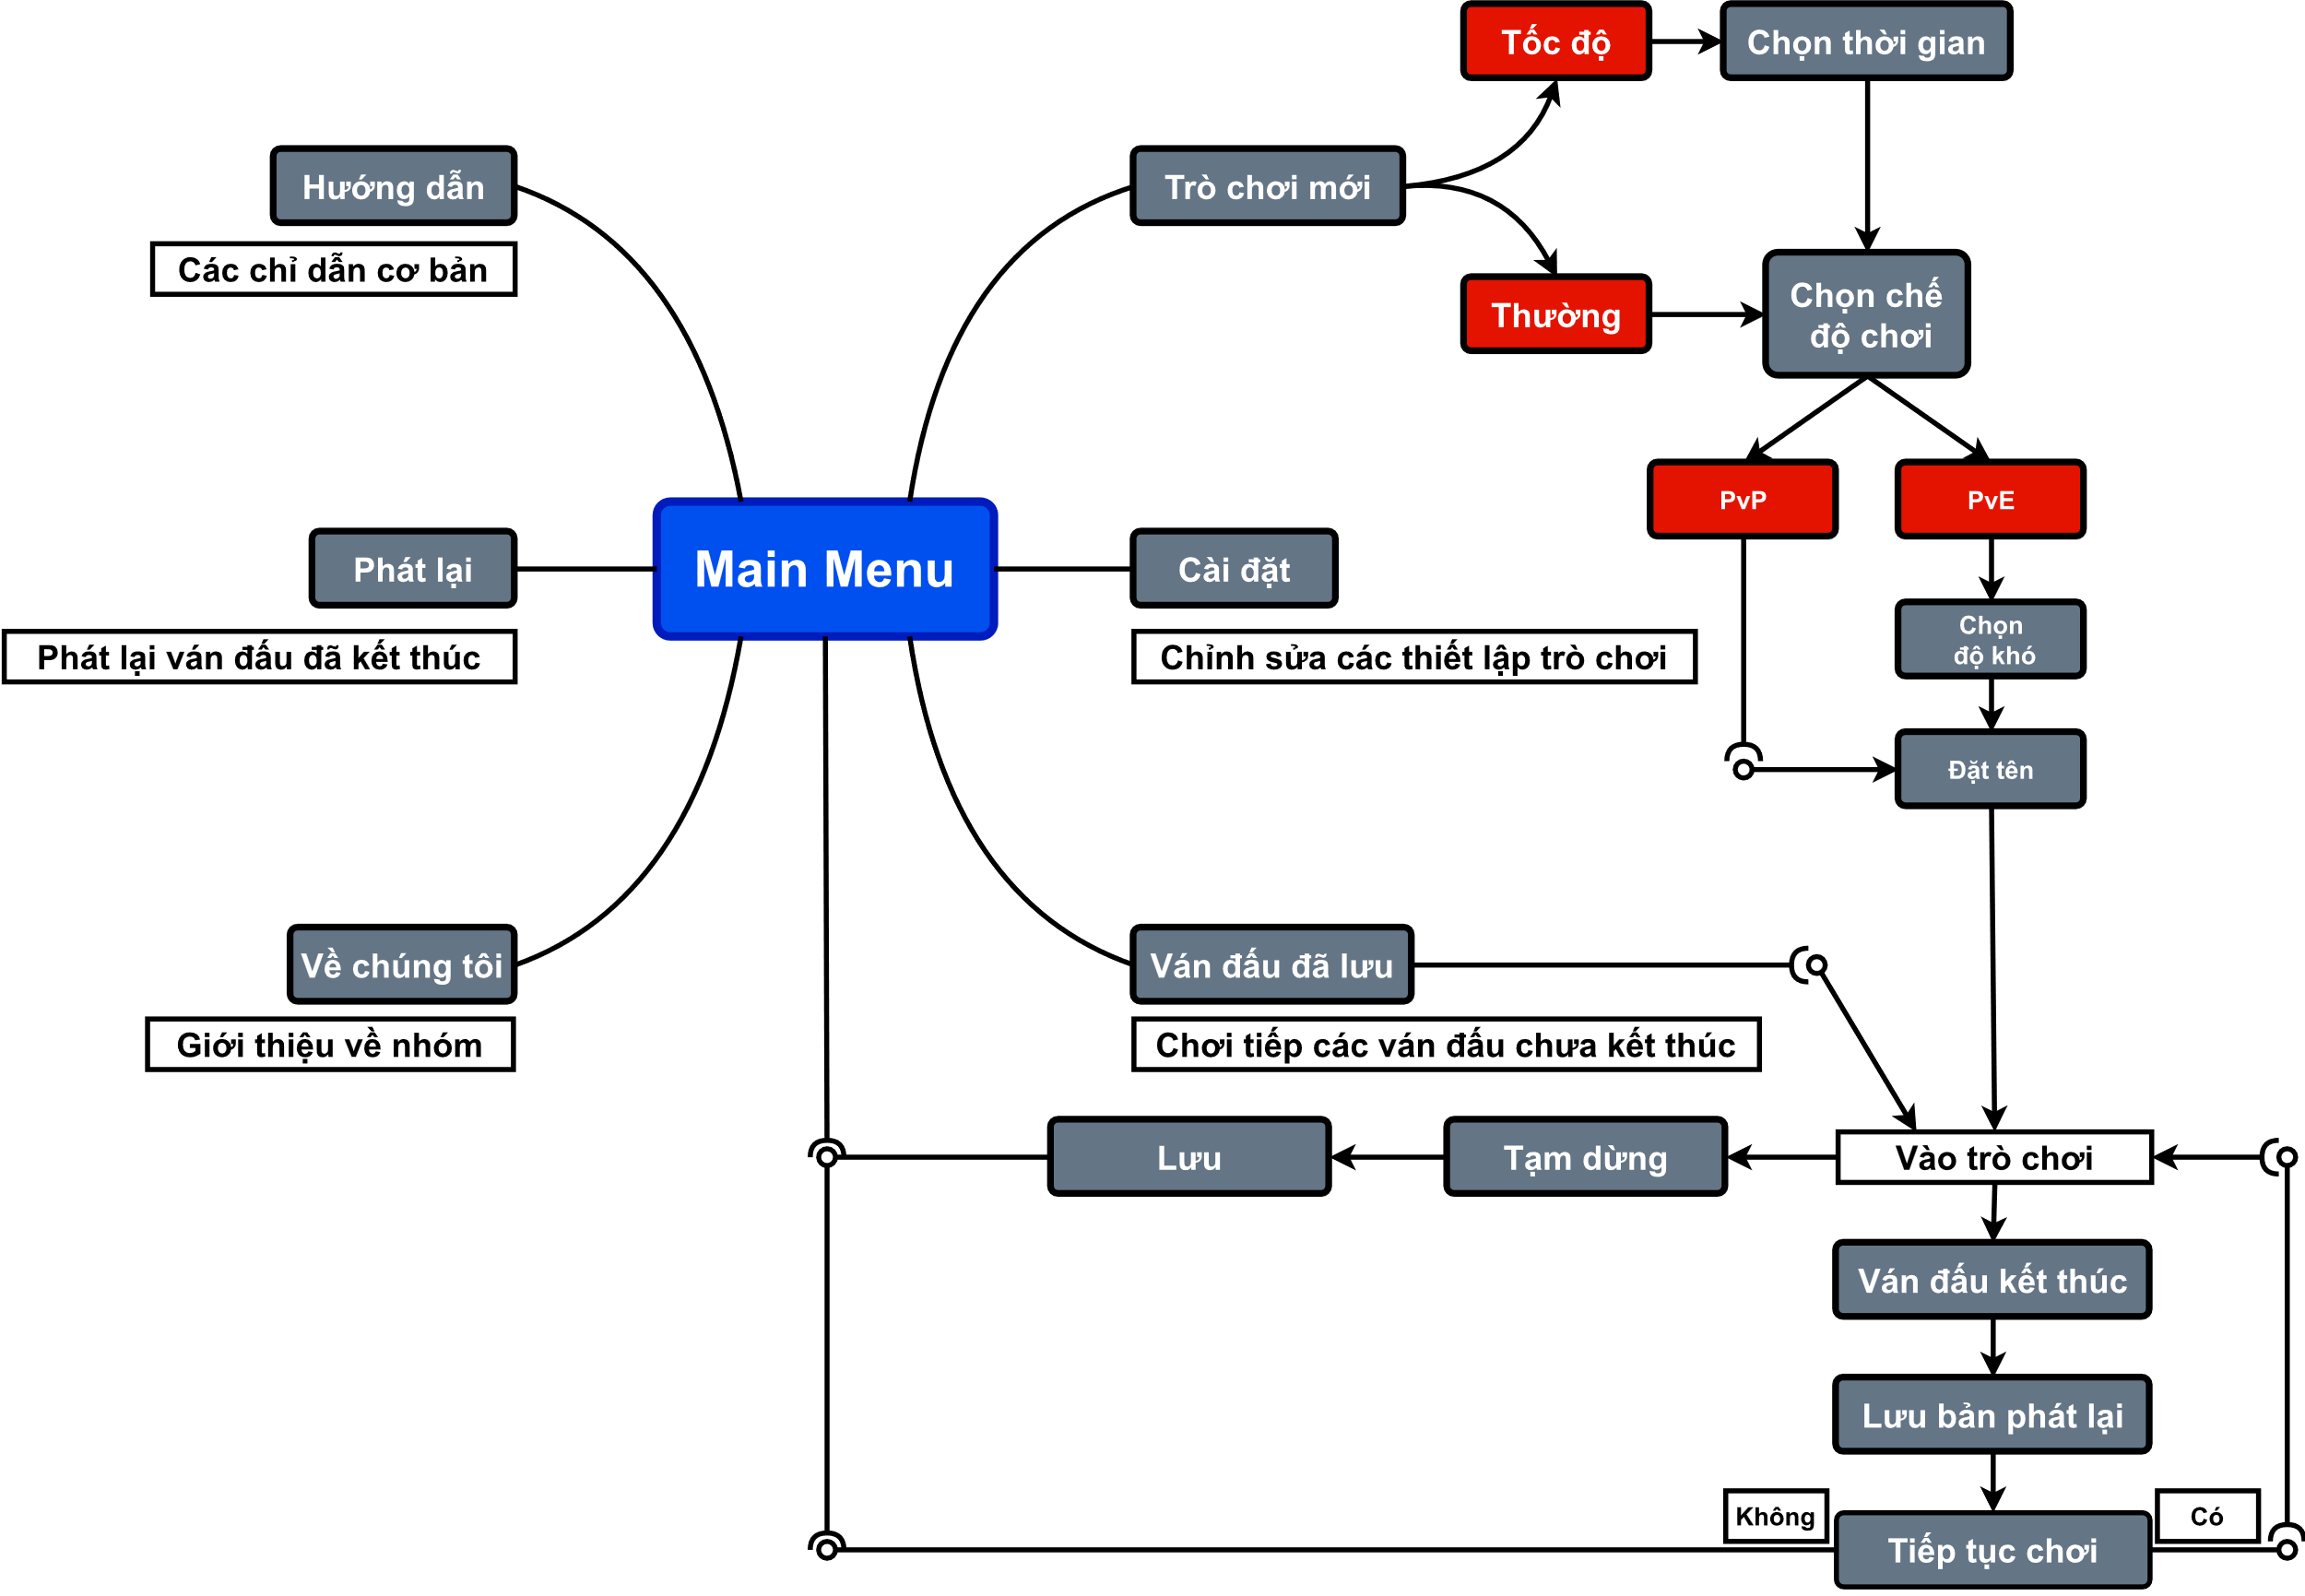 Tốc độ
Chọn thời gian
Hướng dẫn
Các chỉ dẫn cơ bản
Trò chơi mới
Thường
Chọn chế
độ chơi
PvP
PvE
Phát lại
Phát lại ván đấu đã kết thúc
Main Menu
Cài đặt
Chỉnh sửa các thiết lập trò chơi
Chọn
độ khó
Đặt tên
Về chúng tôi
Giới thiệu về nhóm
Ván đấu đã lưu
Chơi tiếp các ván đấu chưa kết thúc
Lưu
Tạm dừng
Vào trò chơi
Ván đấu kết thúc
Lưu bản phát lại
Không
Có
Tiếp tục chơi